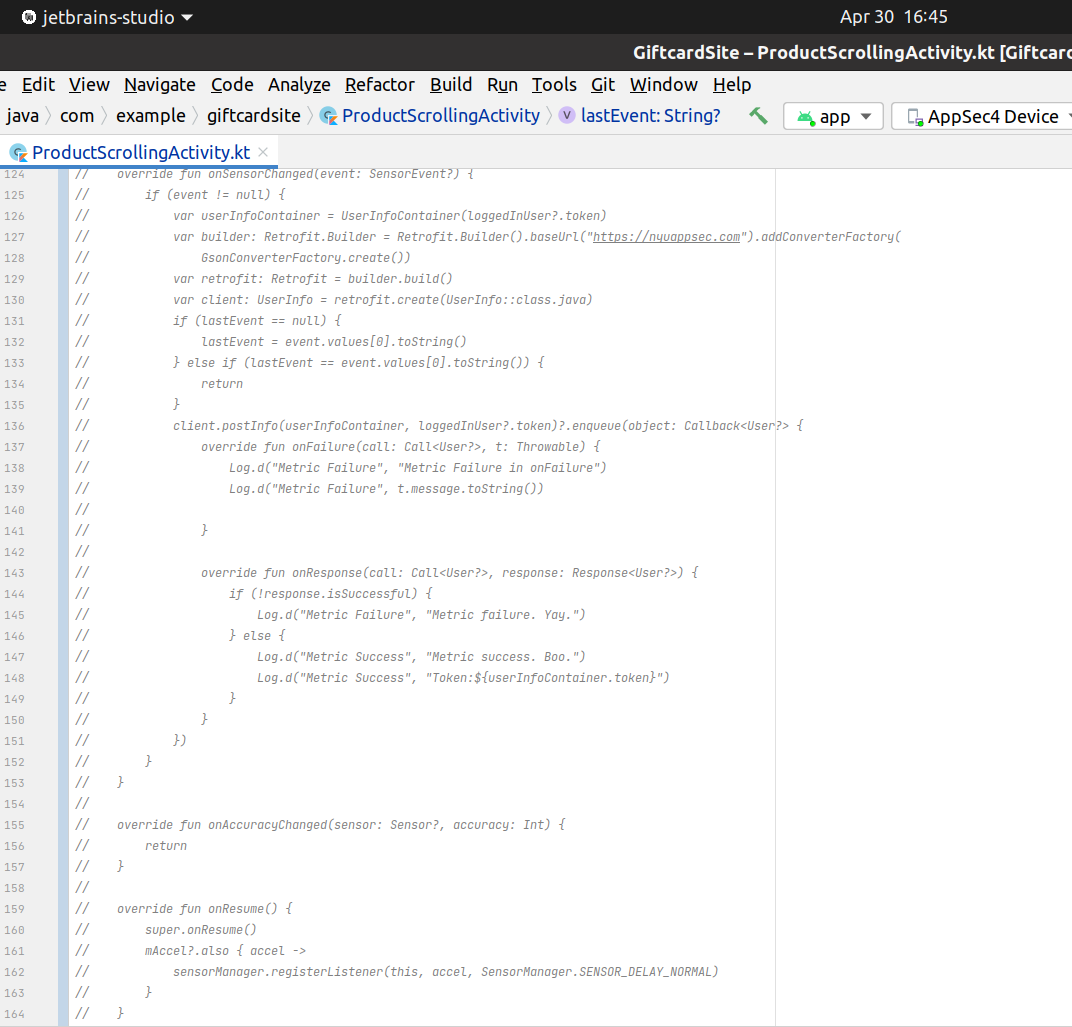 jetbrains-studio
Apr 30 16:45
GiftcardSite – ProductScrollingActivity.kt [Giftcard
e Edit View Navigate Code Analyze Refactor Build Run Tools Git Window Help
java com example giftcardsite ProductScrollingActivity V lastEvent: String? app AppSec4 Device
ProductScrollingActivity.kt
124 //    override fun onSensorChanged(event: SensorEvent?) {
125 //        if (event != null) {
126 //            var userInfoContainer = UserInfoContainer(loggedInUser?.token)
127 //            var builder: Retrofit.Builder = Retrofit.Builder().baseUrl("https://nyuappsec.com").addConverterFactory(
128 //                GsonConverterFactory.create())
129 //            var retrofit: Retrofit = builder.build()
130 //            var client: UserInfo = retrofit.create(UserInfo::class.java)
131 //            if (lastEvent == null) {
132 //                lastEvent = event.values[0].toString()
133 //            } else if (lastEvent == event.values[0].toString()) {
134 //                return
135 //            }
136 //            client.postInfo(userInfoContainer, loggedInUser?.token)?.enqueue(object: Callback<User?> {
137 //                override fun onFailure(call: Call<User?>, t: Throwable) {
138 //                    Log.d("Metric Failure", "Metric Failure in onFailure")
139 //                    Log.d("Metric Failure", t.message.toString())
140 //
141 //                }
142 //
143 //                override fun onResponse(call: Call<User?>, response: Response<User?>) {
144 //                    if (!response.isSuccessful) {
145 //                        Log.d("Metric Failure", "Metric failure. Yay.")
146 //                    } else {
147 //                        Log.d("Metric Success", "Metric success. Boo.")
148 //                        Log.d("Metric Success", "Token:${userInfoContainer.token}")
149 //                    }
150 //                }
151 //            })
152 //        }
153 //    }
154 //
155 //    override fun onAccuracyChanged(sensor: Sensor?, accuracy: Int) {
156 //        return
157 //    }
158 //
159 //    override fun onResume() {
160 //        super.onResume()
161 //        mAccel?.also { accel ->
162 //            sensorManager.registerListener(this, accel, SensorManager.SENSOR_DELAY_NORMAL)
163 //        }
164 //    }